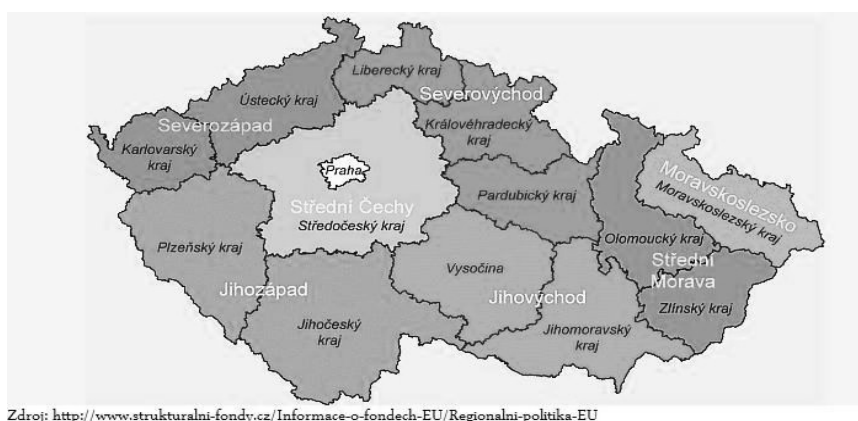 Liberecký kraj
Ústecký kraj
Severovýchod
Severozápad
Královéhradecký
kraj
Karlovarský
kraj
Praha
Moravskoslezsko
Moravskoslezský kraj
Pardubický kraj
Střední Čechy
Středočeský kraj
Olomoucký kraj
Plzeňský kraj
Střední
Morava
Vysočina
Jihozápad
Jihovýchod
Zlínský kraj
Jihočeský
kraj
Jihomoravský
kraj
Zdroj: http://www.strukturalni-fondy.cz/Informace-o-fondech-EU/Regionalni-politika-EU